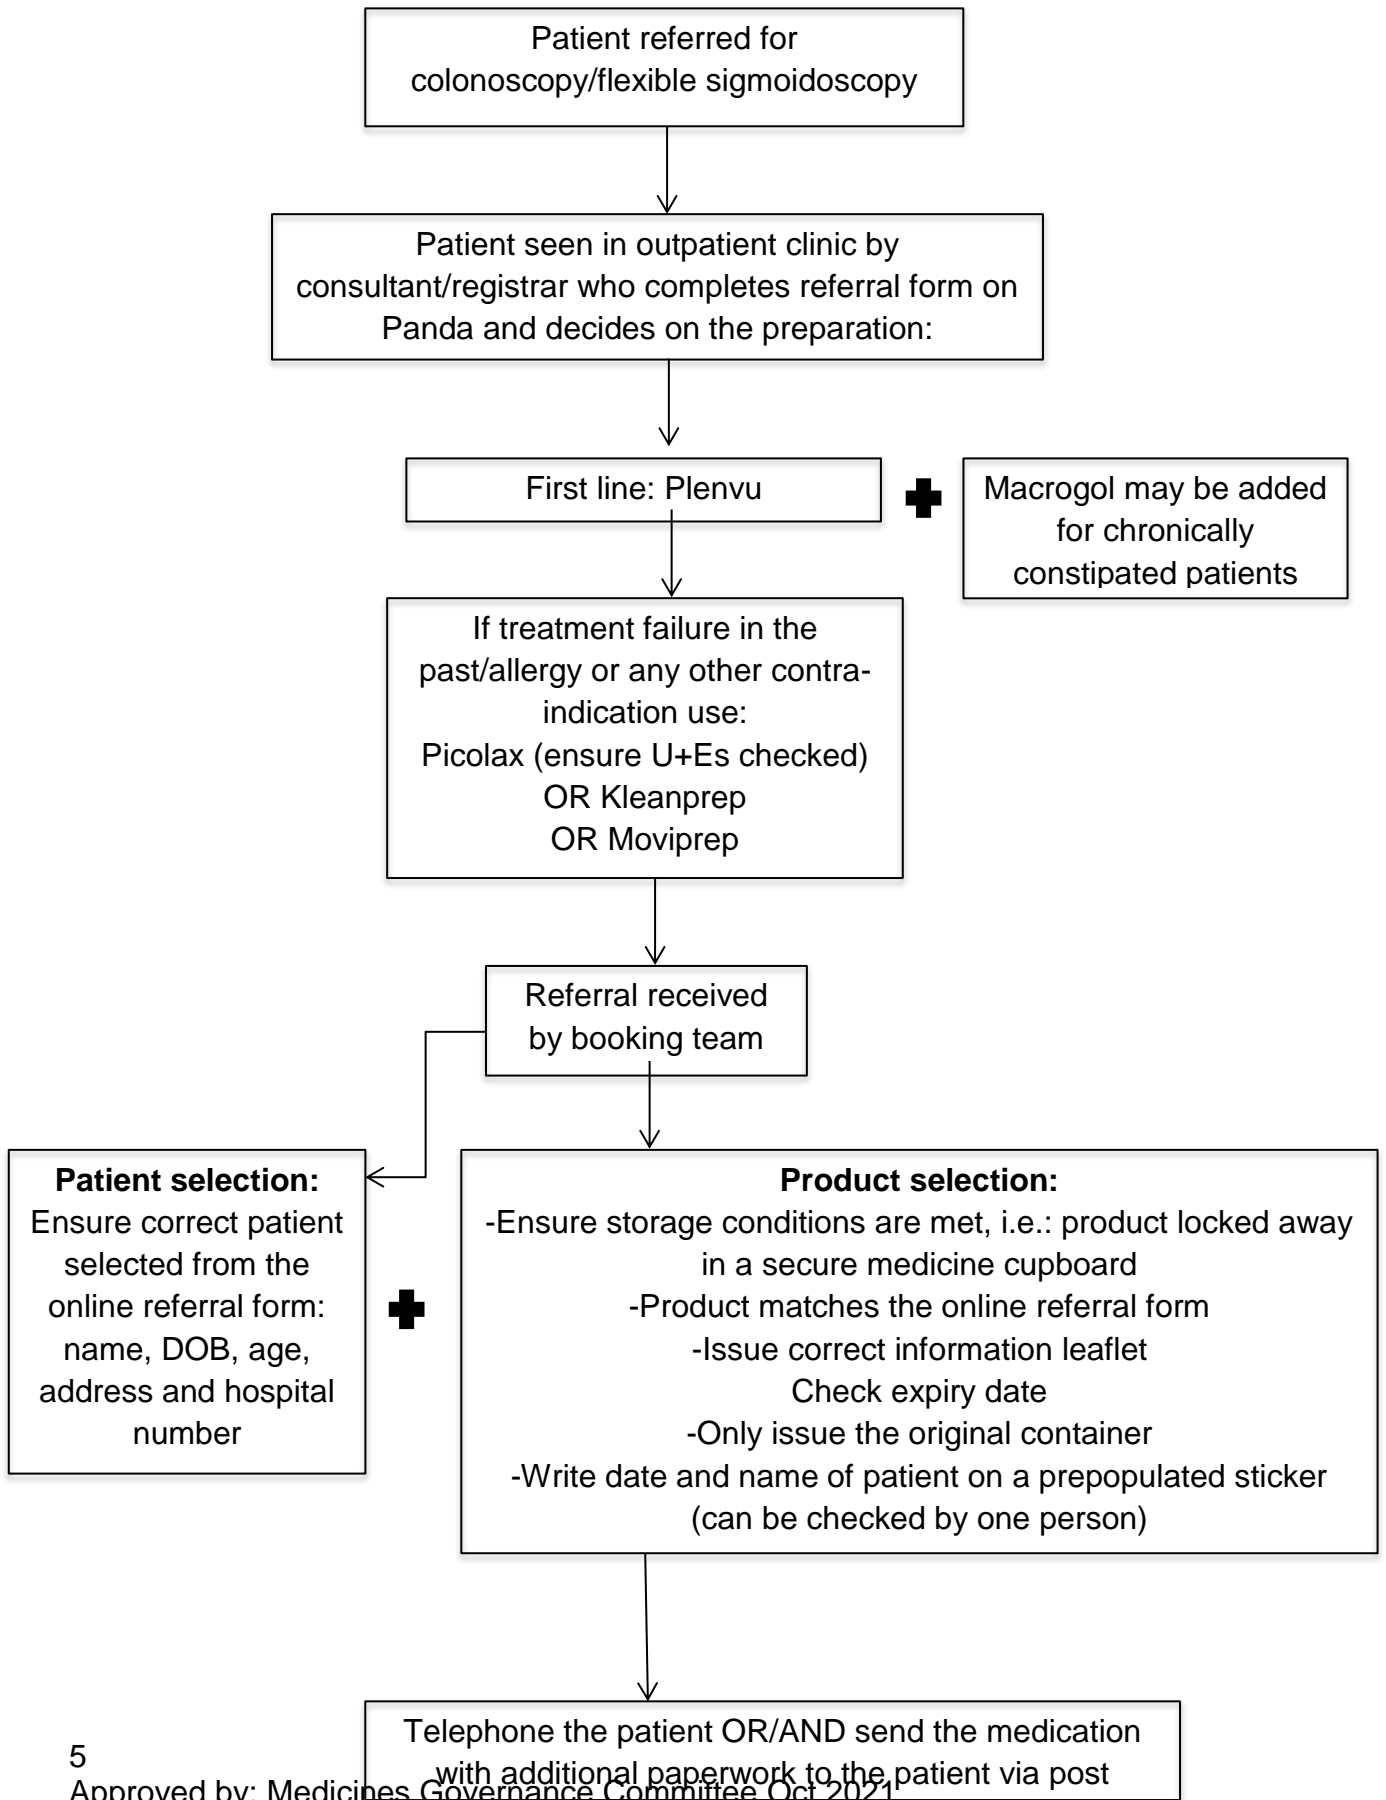 Patient referred for
colonoscopy/flexible sigmoidoscopy
Patient seen in outpatient clinic by
consultant/registrar who completes referral form on
Panda and decides on the preparation:
First line: Plenvu
Macrogol may be added
for chronically
constipated patients
If treatment failure in the
past/allergy or any other contra-
indication use:
Picolax (ensure U+Es checked)
OR Kleanprep
OR Moviprep
Referral received
by booking team
Patient selection:
Ensure correct patient
selected from the
online referral form:
name, DOB, age,
address and hospital
number
Product selection:
-Ensure storage conditions are met, i.e.: product locked away
in a secure medicine cupboard
-Product matches the online referral form
-Issue correct information leaflet
Check expiry date
-Only issue the original container
-Write date and name of patient on a prepopulated sticker
(can be checked by one person)
Telephone the patient OR/AND send the medication
with additional paperwork to the patient via post
5
Approved by: Medicines Governance Committee Oct 2021